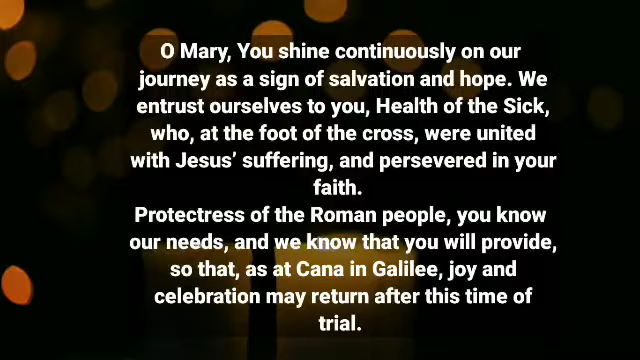 O Mary, You shine continuously on our
journey as a sign of salvation and hope. We
entrust ourselves to you, Health of the Sick,
who, at the foot of the cross, were united
with Jesus’ suffering, and persevered in your
faith.
Protectress of the Roman people, you know
our needs, and we know that you will provide,
so that, as at Cana in Galilee, joy and
celebration may return after this time of
trial.